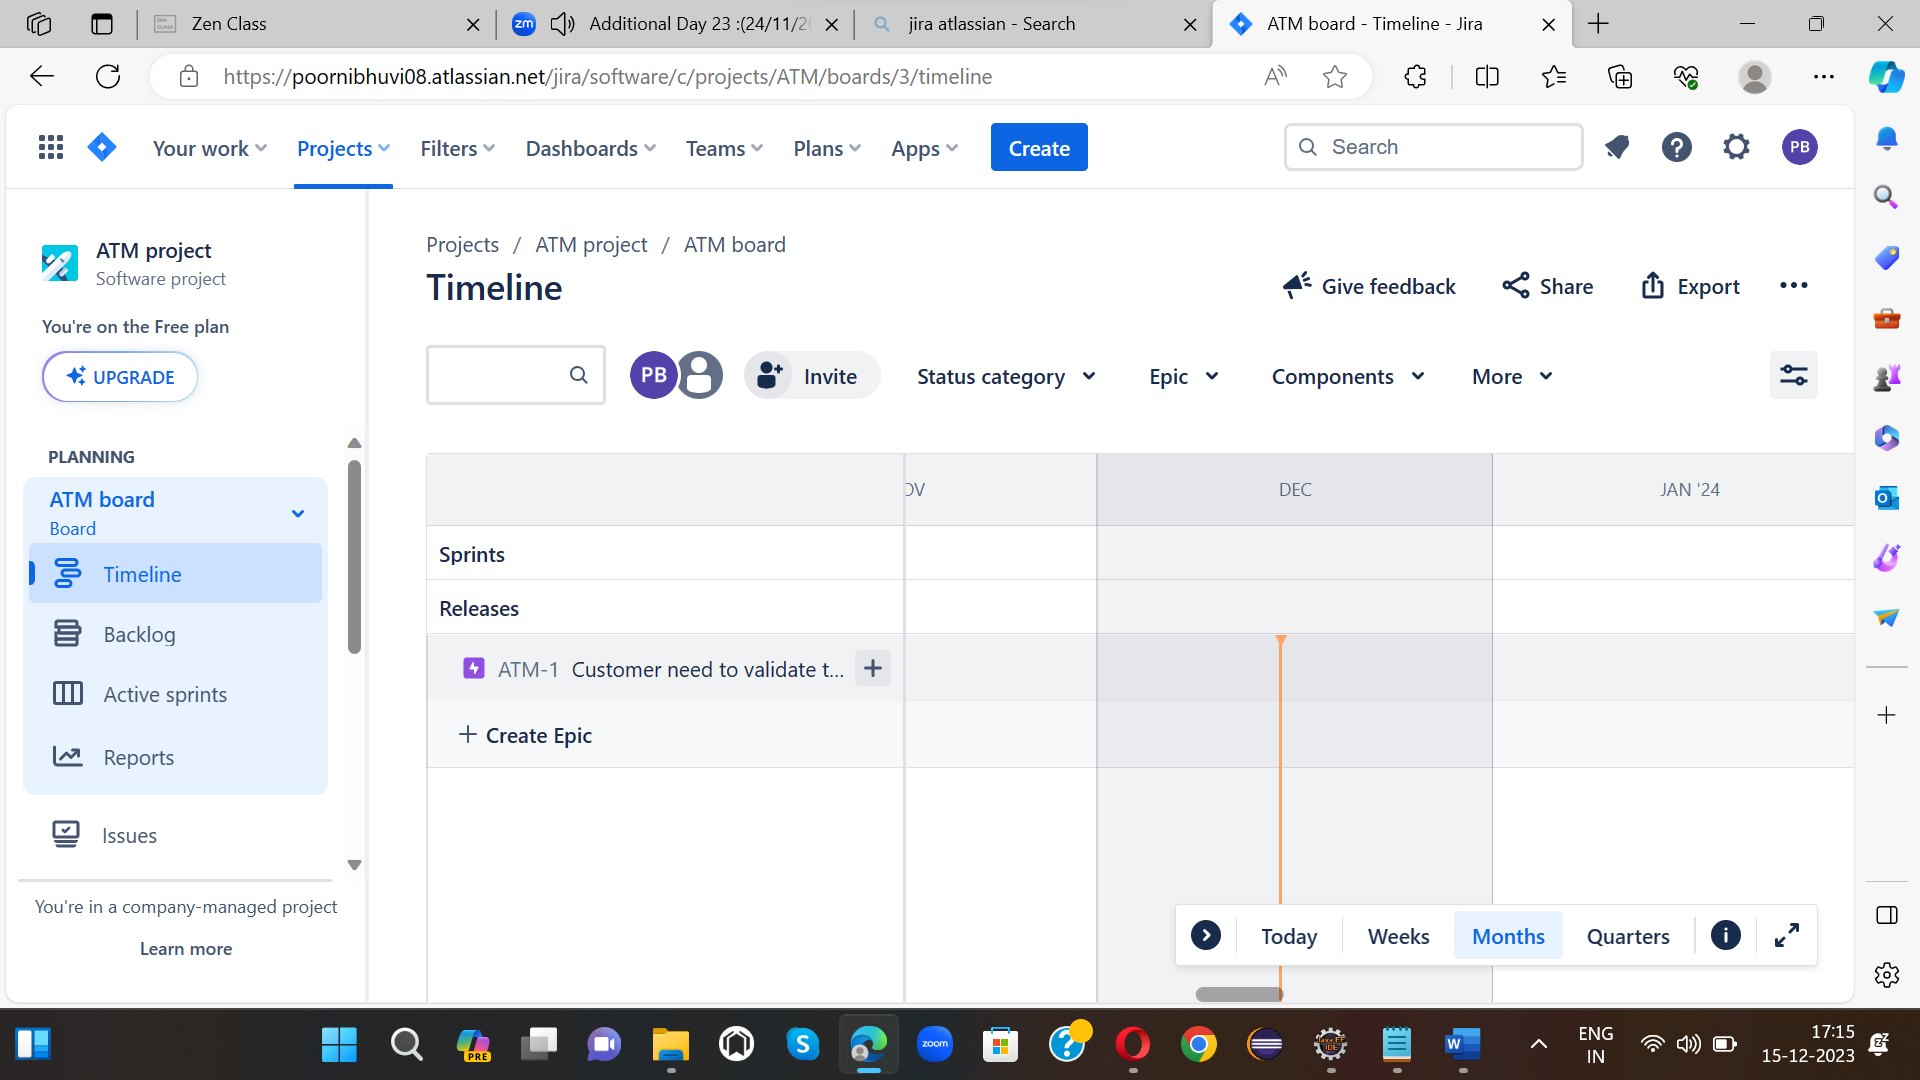 Zen Class
zm
Additional Day 23 :(24/11/20
jira atlassian - Search
ATM board - Timeline - Jira
https://poornibhuvi08.atlassian.net/jira/software/c/projects/ATM/boards/3/timeline
Your work
Projects
Filters
Dashboards
Teams
Plans
Apps
Create
Search
PB
ATM project
Software project
You're on the Free plan
UPGRADE
Projects / ATM project / ATM board
Timeline
Give feedback
Share
Export
PB
Invite
Status category
Epic
Components
More
PLANNING
ATM board
Board
Timeline
Backlog
Active sprints
Reports
Issues
You're in a company-managed project
Learn more
OV
DEC
JAN '24
Sprints
Releases
ATM-1 Customer need to validate t...
+ Create Epic
Today
Weeks
Months
Quarters
PRE
zoom
ENG
IN
17:15
15-12-2023